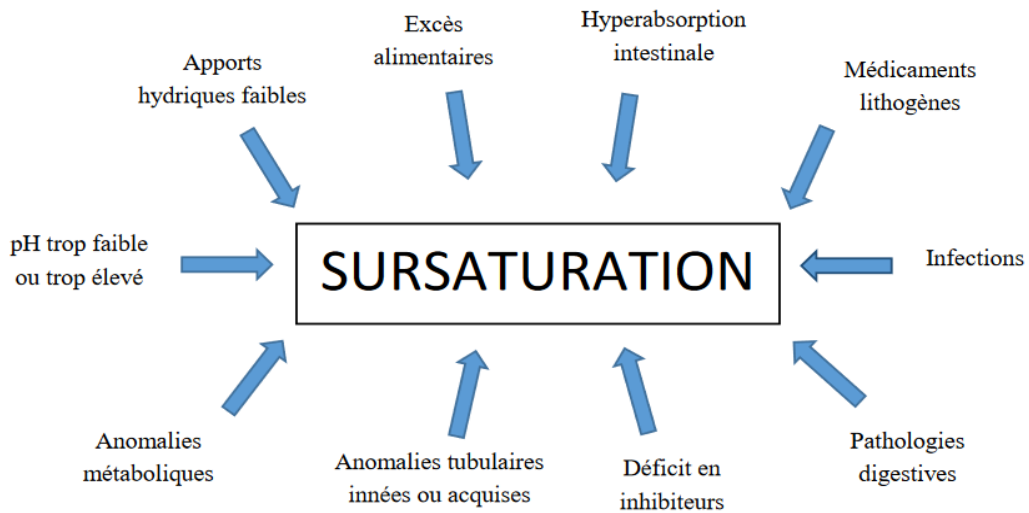 Apports
hydriques faibles
Excès
alimentaires
Hyperabsorption
intestinale
Médicaments
lithogènes
pH trop faible
ou trop élevé
SURSATURATION
Infections
Anomalies
métaboliques
Anomalies tubulaires
innées ou acquises
Déficit en
inhibiteurs
Pathologies
digestives